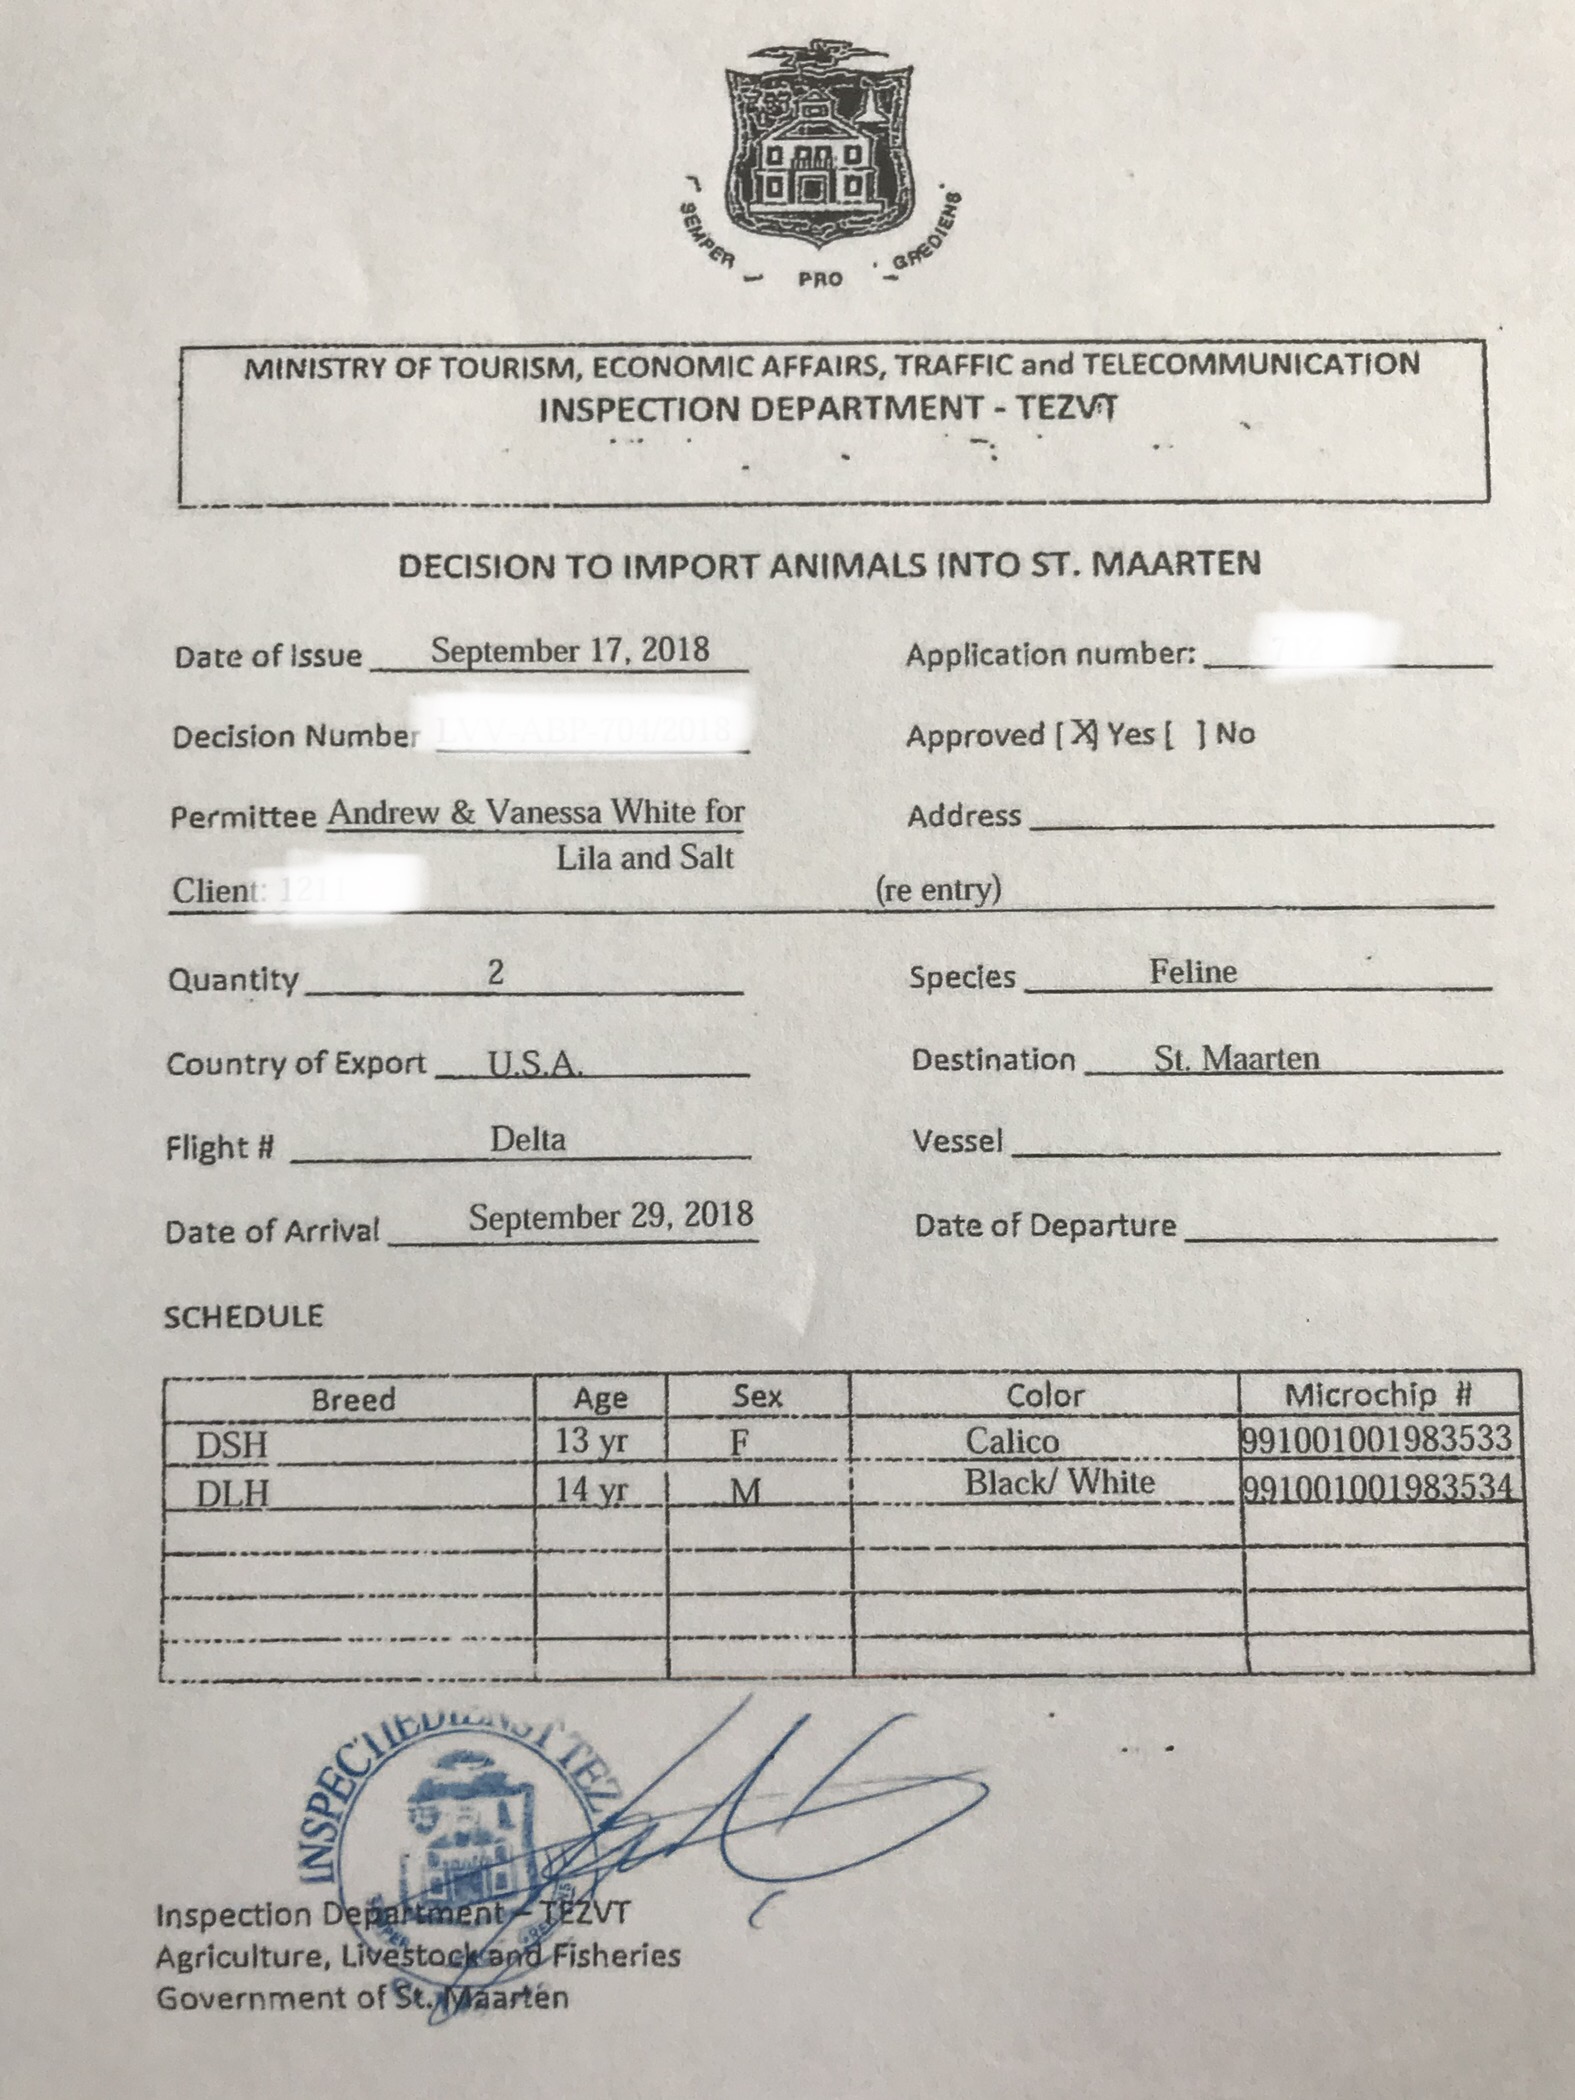 SEMPER PRO GREDIENS
MINISTRY OF TOURISM, ECONOMIC AFFAIRS, TRAFFIC and TELECOMMUNICATION
INSPECTION DEPARTMENT - TEZVT
DECISION TO IMPORT ANIMALS INTO ST. MAARTEN
Date of Issue September 17, 2018 Application number:
Decision Number Approved [X] Yes [ ] No
Permittee Andrew & Vanessa White for Address
Lila and Salt
Client: (re entry)
Quantity 2 Species Feline
Country of Export U.S.A. Destination St. Maarten
Flight # Delta Vessel
Date of Arrival September 29, 2018 Date of Departure
SCHEDULE
Breed Age Sex Color Microchip #
DSH 13 yr F Calico 991001001983533
DLH 14 yr M Black/ White 991001001983534
INSPECTIEDIENST TEZ
Inspection Department - TEZVT
Agriculture, Livestock and Fisheries
Government of St. Maarten